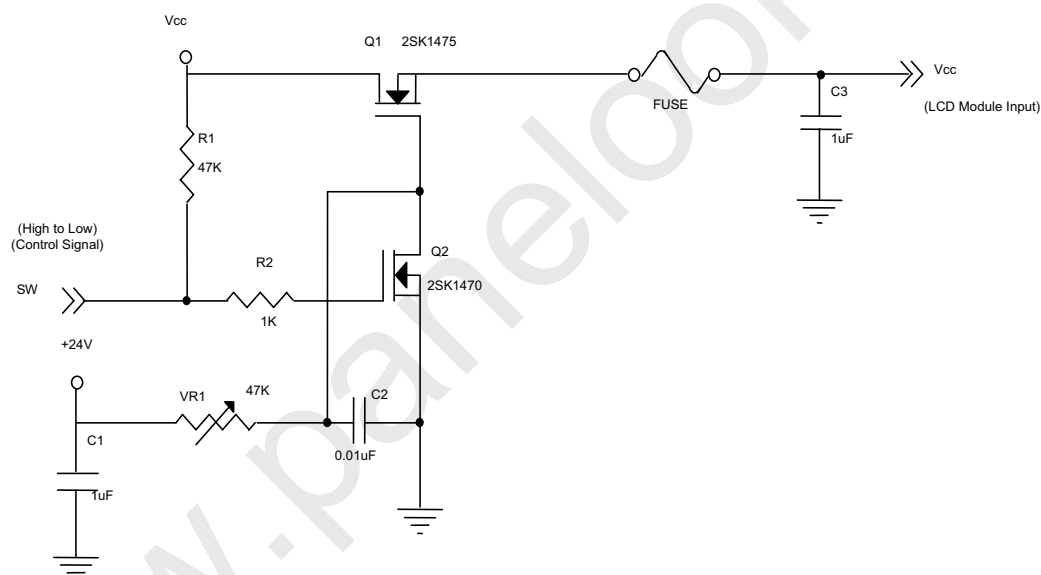 Vcc
Q1 2SK1475
Vcc
FUSE
C3
(LCD Module Input)
R1
1uF
47K
(High to Low)
(Control Signal)
Q2
R2
2SK1470
SW
1K
+24V
47K
VR1
C2
C1
0.01uF
1uF
www.panelook